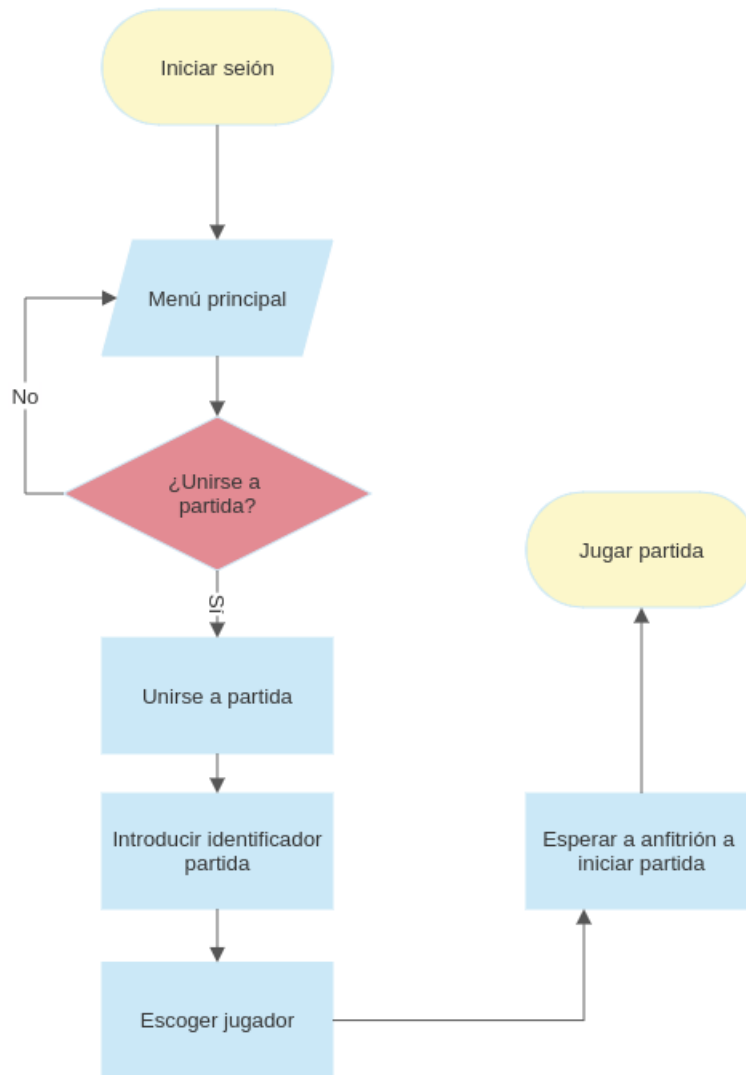 Iniciar seión
Menú principal
No
¿Unirse a
partida?
Sí
Unirse a partida
Introducir identificador
partida
Escoger jugador
Esperar a anfitrión a
iniciar partida
Jugar partida